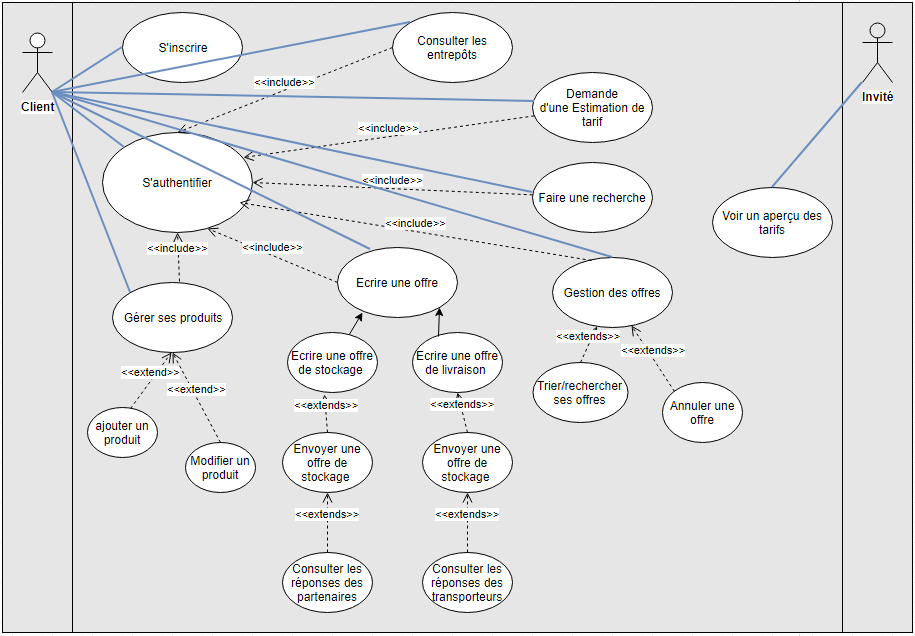 S'inscrire
Consulter les
entrepôts
Client
Invité
<<include>>
Demande
d'une Estimation de
tarif
<<include>>
S'authentifier
<<include>>
Faire une recherche
<<include>>
Voir un aperçu des
tarifs
<<include>>
<<include>>
Ecrire une offre
Gestion des offres
Gérer ses produits
<<extends>>
<<extends>>
Ecrire une offre
de stockage
Ecrire une offre
de livraison
<<extend>>
<<extend>>
Trier/rechercher
ses offres
Annuler une
offre
<<extends>>
<<extends>>
ajouter un
produit
Modifier un
produit
Envoyer une
offre de
stockage
Envoyer une
offre de
stockage
<<extends>>
<<extends>>
Consulter les
réponses des
partenaires
Consulter les
réponses des
transporteurs